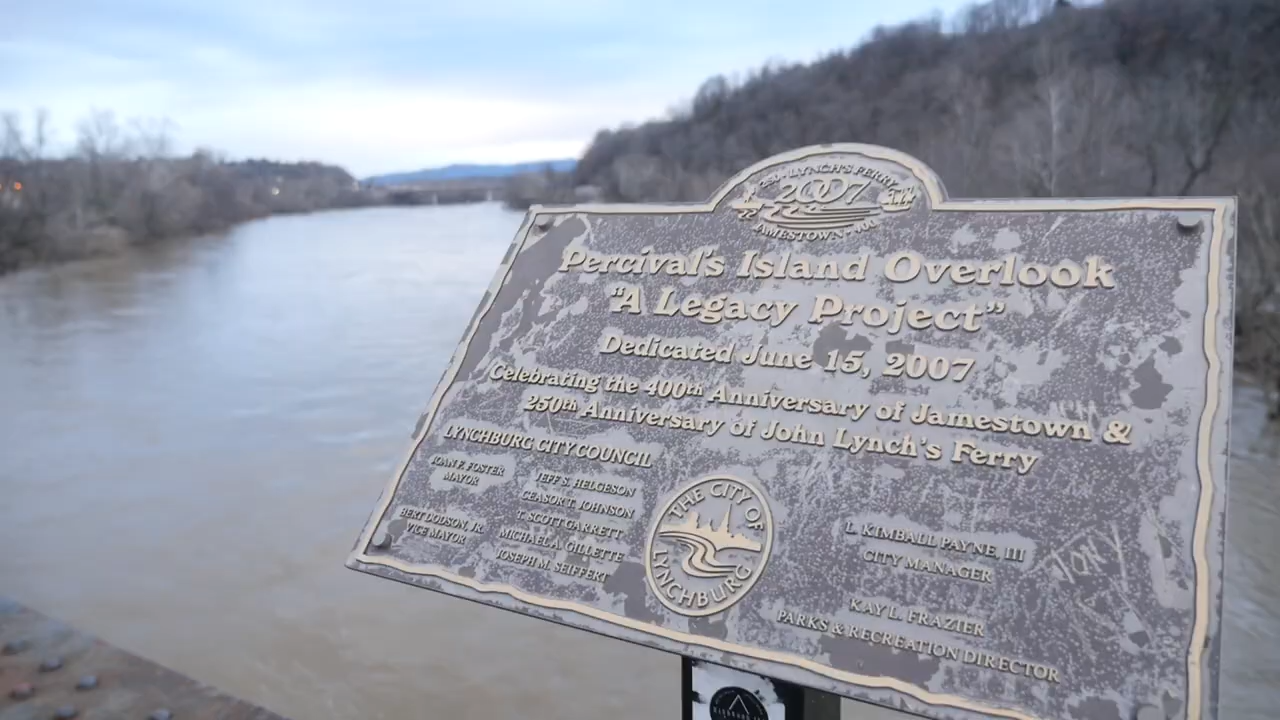 250 • LYNCH'S FERRY
2007
JAMESTOWN • 400
Percival's Island Overlook
"A Legacy Project"
Dedicated June 15, 2007
Celebrating the 400th Anniversary of Jamestown &
250th Anniversary of John Lynch's Ferry
LYNCHBURG CITY COUNCIL
JOAN F. FOSTER
MAYOR
BERT DODSON, JR
VICE MAYOR
JEFF S. HELGESON
CEASOR T. JOHNSON
T. SCOTT GARRETT
MICHAEL A. GILLETTE
JOSEPH M. SEIFFERT
THE CITY OF
LYNCHBURG
L. KIMBALL PAYNE, III
CITY MANAGER
KAY L. FRAZIER
PARKS & RECREATION DIRECTOR
TONY